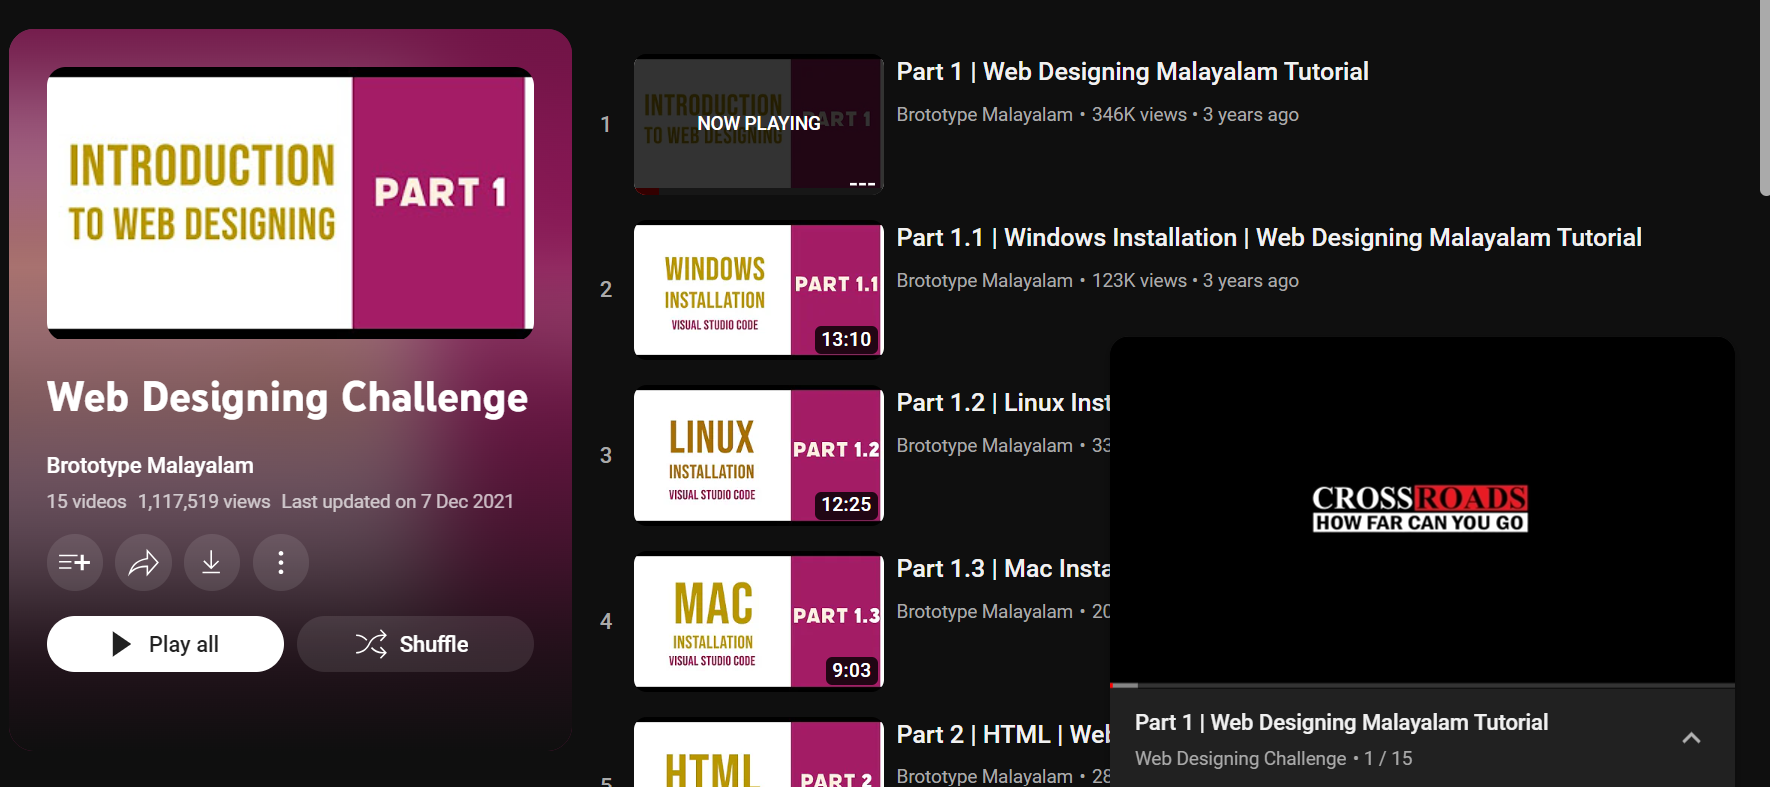 INTRODUCTION
TO WEB DESIGNING
PART 1
Web Designing Challenge
Brototype Malayalam
15 videos 1,117,519 views Last updated on 7 Dec 2021
Play all
Shuffle
1
INTRODUCTION
TO WEB DESIGNING
PART 1
NOW PLAYING
Part 1 | Web Designing Malayalam Tutorial
Brototype Malayalam • 346K views • 3 years ago
2
WINDOWS
INSTALLATION
VISUAL STUDIO CODE
PART 1.1
13:10
Part 1.1 | Windows Installation | Web Designing Malayalam Tutorial
Brototype Malayalam • 123K views • 3 years ago
3
LINUX
INSTALLATION
VISUAL STUDIO CODE
PART 1.2
12:25
Part 1.2 | Linux Inst
Brototype Malayalam • 33
4
MAC
INSTALLATION
VISUAL STUDIO CODE
PART 1.3
9:03
Part 1.3 | Mac Insta
Brototype Malayalam • 20
5
HTML
PART 2
Part 2 | HTML | Web
Brototype Malayalam • 28
CROSSROADS
HOW FAR CAN YOU GO
Part 1 | Web Designing Malayalam Tutorial
Web Designing Challenge • 1 / 15